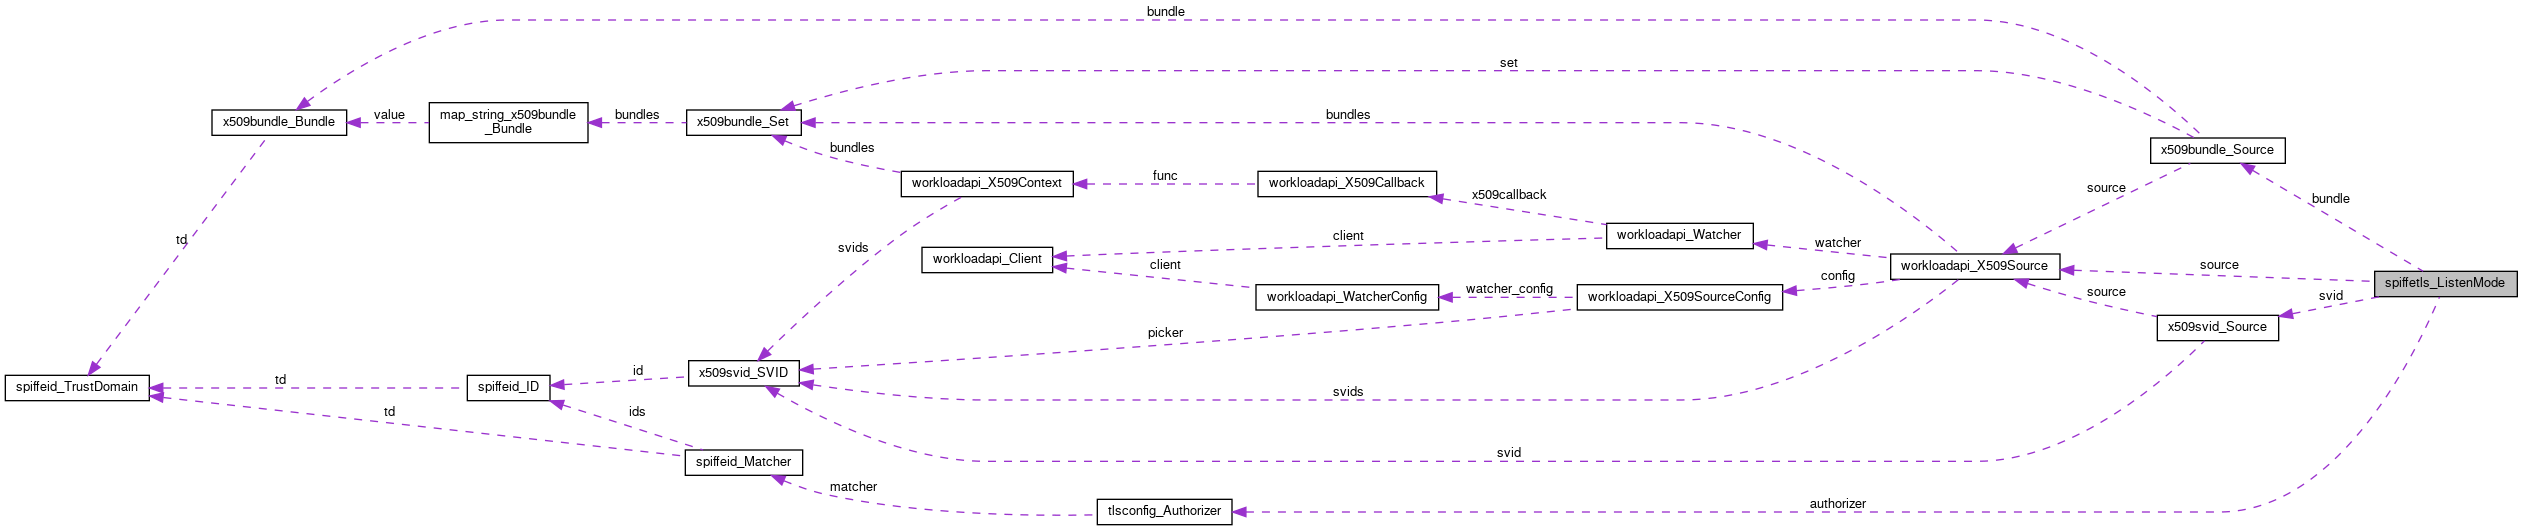 bundle
set
x509bundle_Bundle
value
map_string_x509bundle
_Bundle
bundles
x509bundle_Set
bundles
bundles
x509bundle_Source
workloadapi_X509Context
func
workloadapi_X509Callback
x509callback
source
bundle
td
svids
workloadapi_Client
client
client
workloadapi_Watcher
watcher
workloadapi_X509Source
source
config
spiffetls_ListenMode
workloadapi_WatcherConfig
watcher_config
workloadapi_X509SourceConfig
source
svid
x509svid_Source
picker
spiffeid_TrustDomain
td
spiffeid_ID
id
x509svid_SVID
svids
td
ids
spiffeid_Matcher
svid
matcher
tlsconfig_Authorizer
authorizer